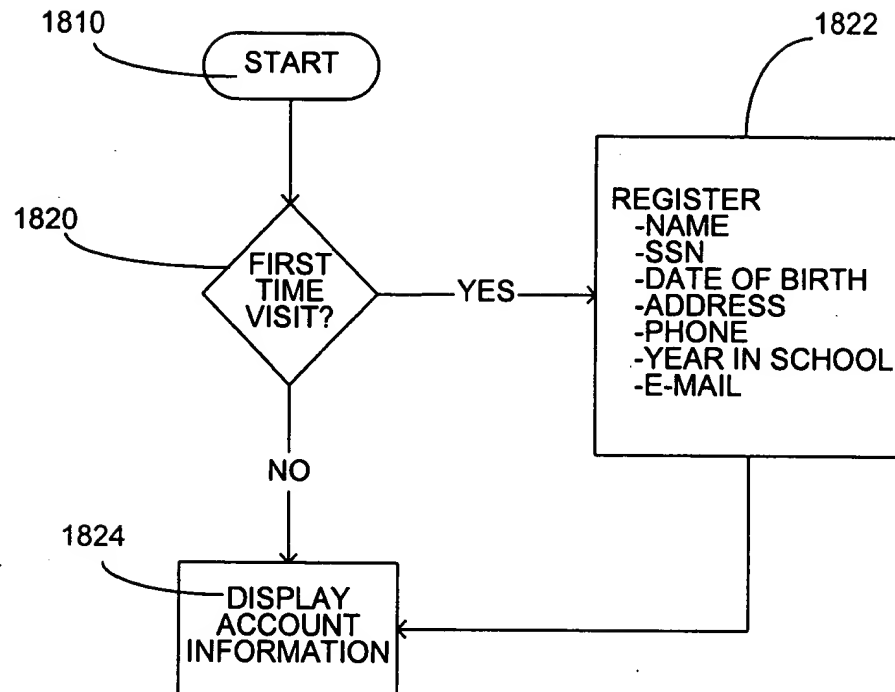 1810
START
1822
1820
FIRST
TIME
VISIT?
YES
REGISTER
-NAME
-SSN
-DATE OF BIRTH
-ADDRESS
-PHONE
-YEAR IN SCHOOL
-E-MAIL
NO
1824
DISPLAY
ACCOUNT
INFORMATION